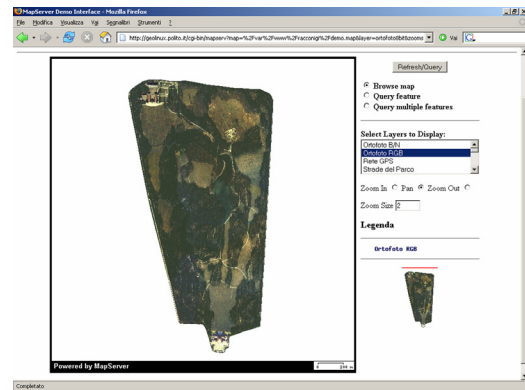 MapServer Demo Interface - Mozilla Firefox
File Modifica Visualizza Vai Segnalibri Strumenti ?
http://geolinux.polito.it/cgi-bin/mapserv?map=%2Fvar%2Fwww%2Fracconigi%2Fdemo.map&layer=ortofoto8bit&zooms
Vai
Refresh/Query
Browse map
Query feature
Query multiple features
Select Layers to Display:
Ortofoto B/N
Ortofoto RGB
Rete GPS
Strade del Parco
Zoom In Pan Zoom Out
Zoom Size 2
Legenda
Ortofoto RGB
Powered by MapServer
Completato